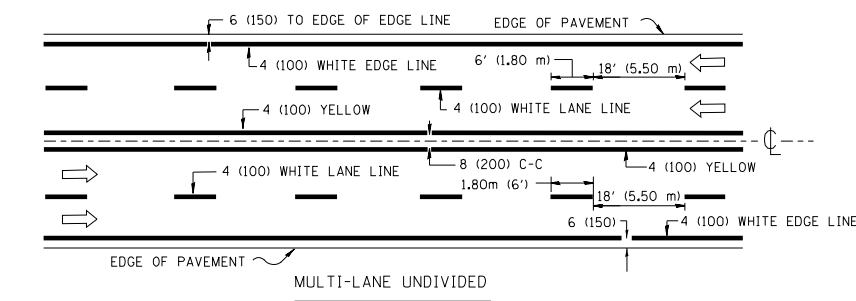 6 (150) TO EDGE OF EDGE LINE
EDGE OF PAVEMENT
4 (100) WHITE EDGE LINE
6' (1.80 m)
18' (5.50 m)
4 (100) YELLOW
4 (100) WHITE LANE LINE
℄
4 (100) WHITE LANE LINE
8 (200) C-C
4 (100) YELLOW
1.80m (6')
18' (5.50 m)
6 (150)
4 (100) WHITE EDGE LINE
EDGE OF PAVEMENT
MULTI-LANE UNDIVIDED